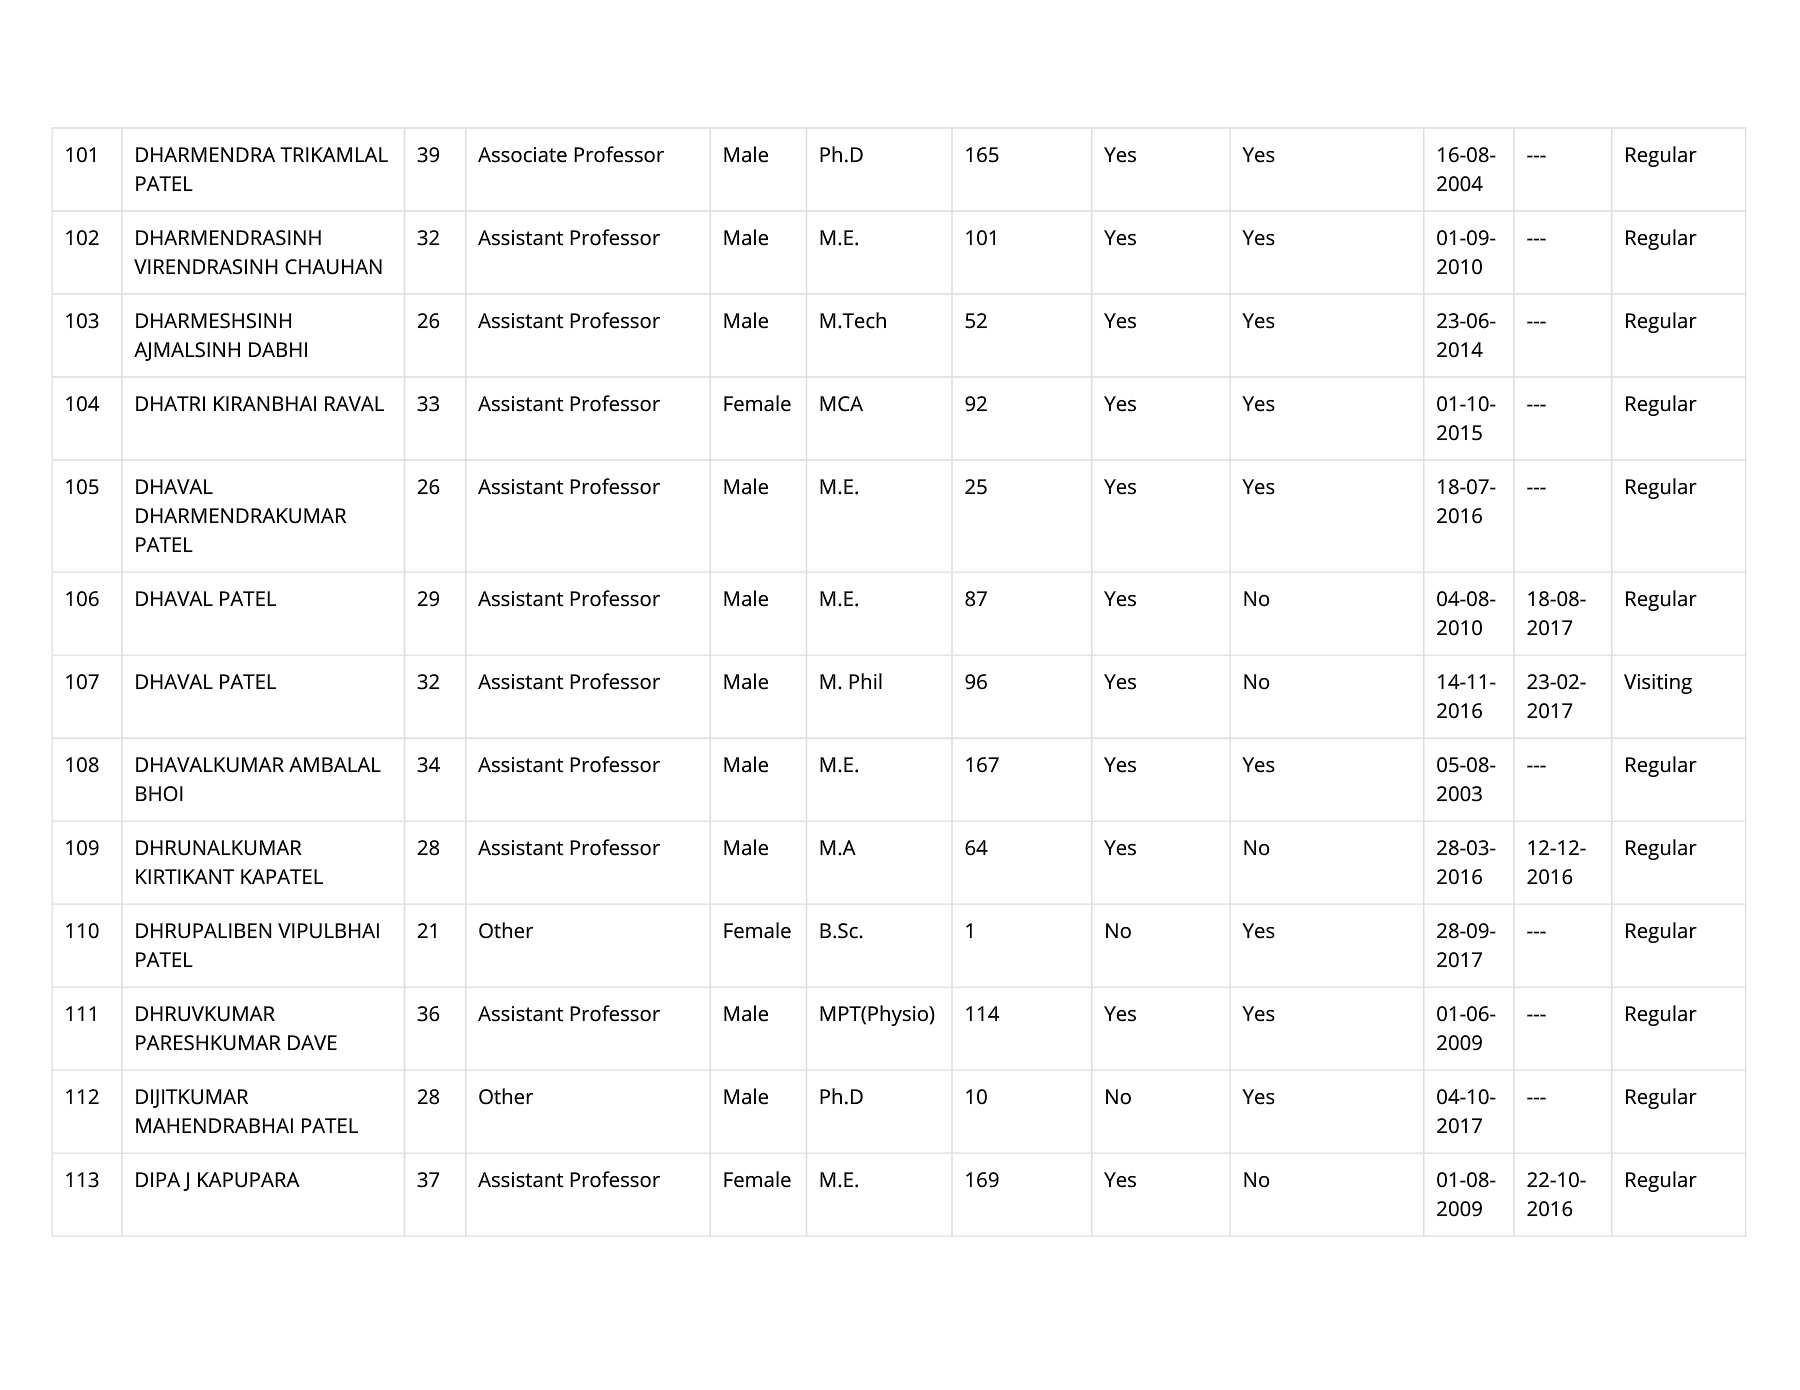 101 DHARMENDRA TRIKAMLAL 39 Associate Professor Male Ph.D 165 Yes Yes 16-08- --- Regular
PATEL 2004
102 DHARMENDRASINH 32 Assistant Professor Male M.E. 101 Yes Yes 01-09- --- Regular
VIRENDRASINH CHAUHAN 2010
103 DHARMESHSINH 26 Assistant Professor Male M.Tech 52 Yes Yes 23-06- --- Regular
AJMALSINH DABHI 2014
104 DHATRI KIRANBHAI RAVAL 33 Assistant Professor Female MCA 92 Yes Yes 01-10- --- Regular
2015
105 DHAVAL 26 Assistant Professor Male M.E. 25 Yes Yes 18-07- --- Regular
DHARMENDRAKUMAR 2016
PATEL
106 DHAVAL PATEL 29 Assistant Professor Male M.E. 87 Yes No 04-08- 18-08- Regular
2010 2017
107 DHAVAL PATEL 32 Assistant Professor Male M. Phil 96 Yes No 14-11- 23-02- Visiting
2016 2017
108 DHAVALKUMAR AMBALAL 34 Assistant Professor Male M.E. 167 Yes Yes 05-08- --- Regular
BHOI 2003
109 DHRUNALKUMAR 28 Assistant Professor Male M.A 64 Yes No 28-03- 12-12- Regular
KIRTIKANT KAPATEL 2016 2016
110 DHRUPALIBEN VIPULBHAI 21 Other Female B.Sc. 1 No Yes 28-09- --- Regular
PATEL 2017
111 DHRUVKUMAR 36 Assistant Professor Male MPT(Physio) 114 Yes Yes 01-06- --- Regular
PARESHKUMAR DAVE 2009
112 DIJITKUMAR 28 Other Male Ph.D 10 No Yes 04-10- --- Regular
MAHENDRABHAI PATEL 2017
113 DIPA J KAPUPARA 37 Assistant Professor Female M.E. 169 Yes No 01-08- 22-10- Regular
2009 2016